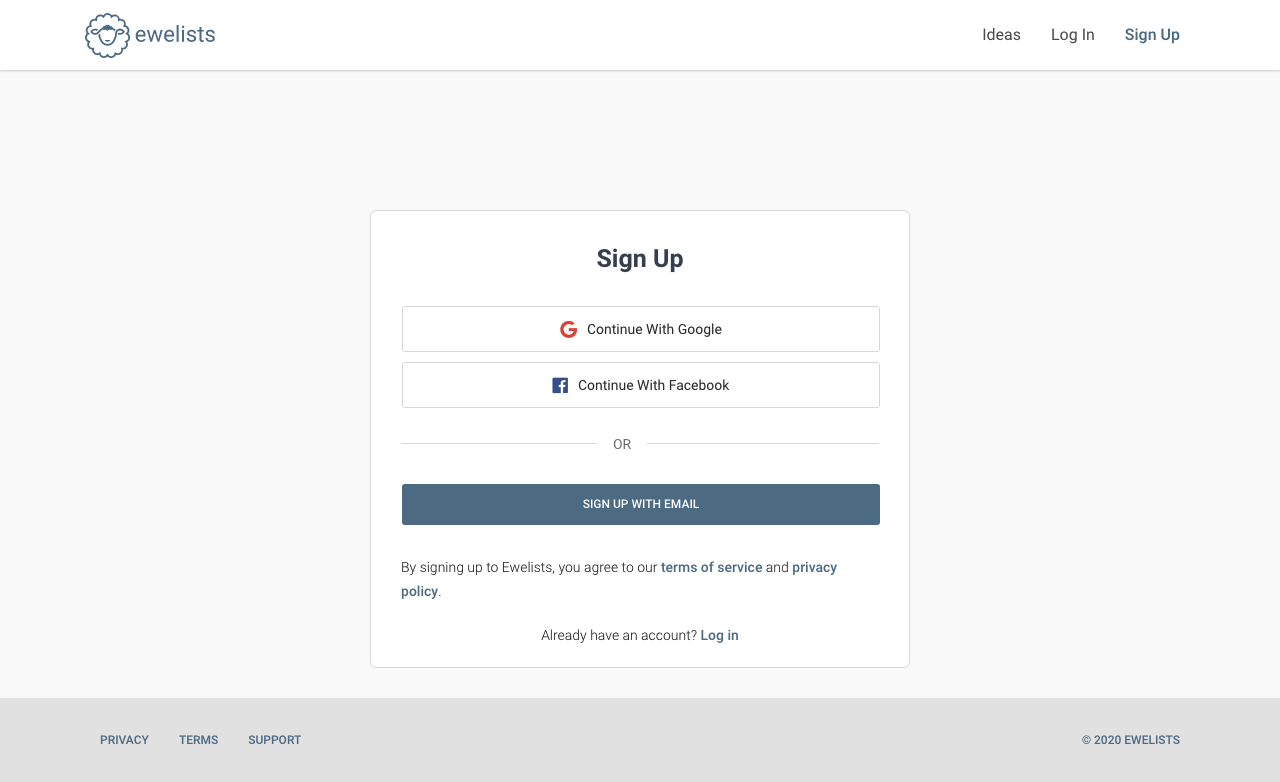 ewelists
Ideas
Log In
Sign Up
Sign Up
Continue With Google
Continue With Facebook
OR
SIGN UP WITH EMAIL
By signing up to Ewelists, you agree to our terms of service and privacy
policy.
Already have an account? Log in
PRIVACY
TERMS
SUPPORT
© 2020 EWELISTS